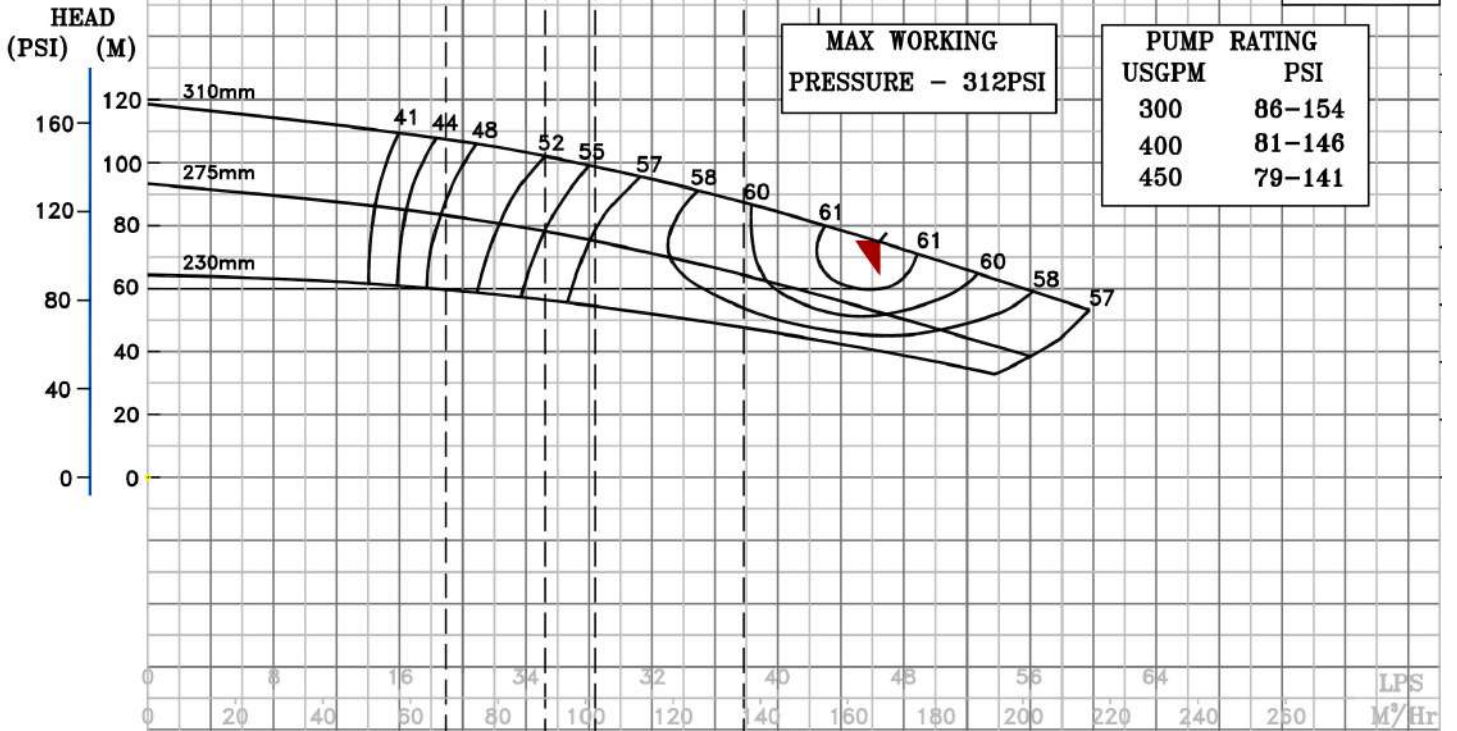 HEAD
(PSI) (M)
MAX WORKING
PRESSURE - 312PSI
PUMP RATING
USGPM PSI
300 86-154
400 81-146
450 79-141
310mm
275mm
230mm
120
100
80
60
40
20
0
160
120
80
40
0
41
44
48
52
55
57
58
60
61
61
60
58
57
0 8 16 34 32 40 48 56 64 LPS
0 20 40 60 80 100 120 140 160 180 200 220 240 260 M³/Hr